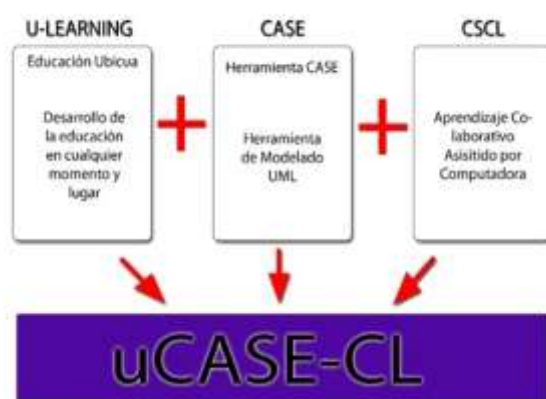 U-LEARNING
Educación Ubicua
Desarrollo de
la educación
en cualquier
momento y
lugar
CASE
Herramienta CASE
Herramienta
de Modelado
UML
CSCL
Aprendizaje Co-
laborativo
Asisitido por
Computadora
uCASE-CL